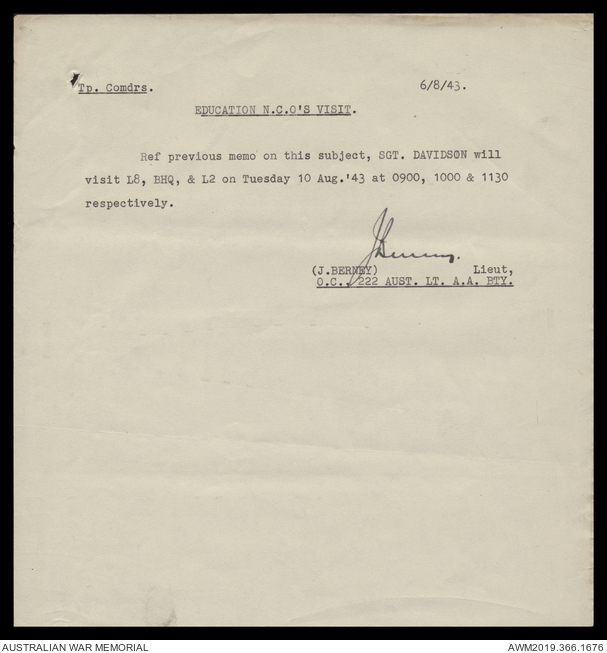 Tp. Comdrs. 6/8/43.
EDUCATION N.C.O'S VISIT.
Ref previous memo on this subject, SGT. DAVIDSON will
visit L8, BHQ, & L2 on Tuesday 10 Aug.'43 at 0900, 1000 & 1130
respectively.
J Berney.
(J.BERNEY) Lieut,
O.C., 222 AUST. LT. A.A. BTY.
AUSTRALIAN WAR MEMORIAL AWM2019.366.1676